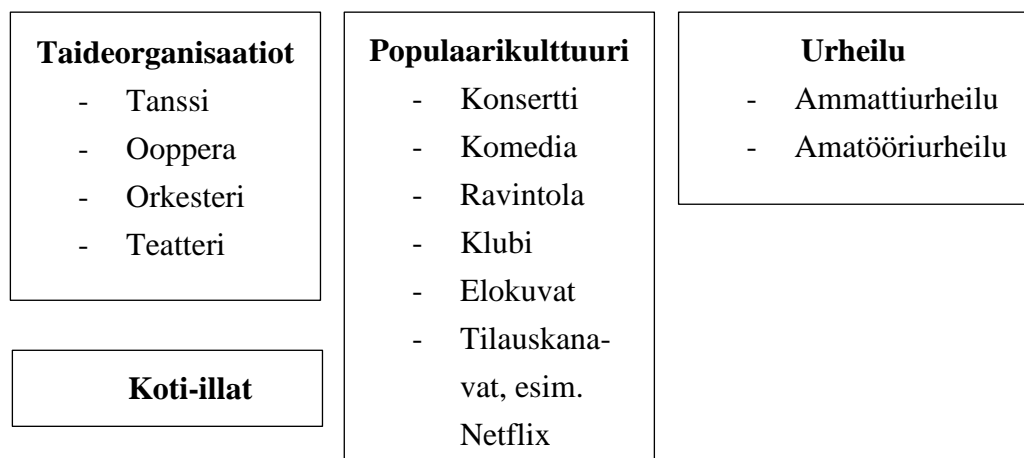 Taideorganisaatiot
- Tanssi
- Ooppera
- Orkesteri
- Teatteri
Koti-illat
Populaarikulttuuri
- Konsertti
- Komedia
- Ravintola
- Klubi
- Elokuvat
- Tilauskana-
vat, esim.
Netflix
Urheilu
- Ammattiurheilu
- Amatööriurheilu